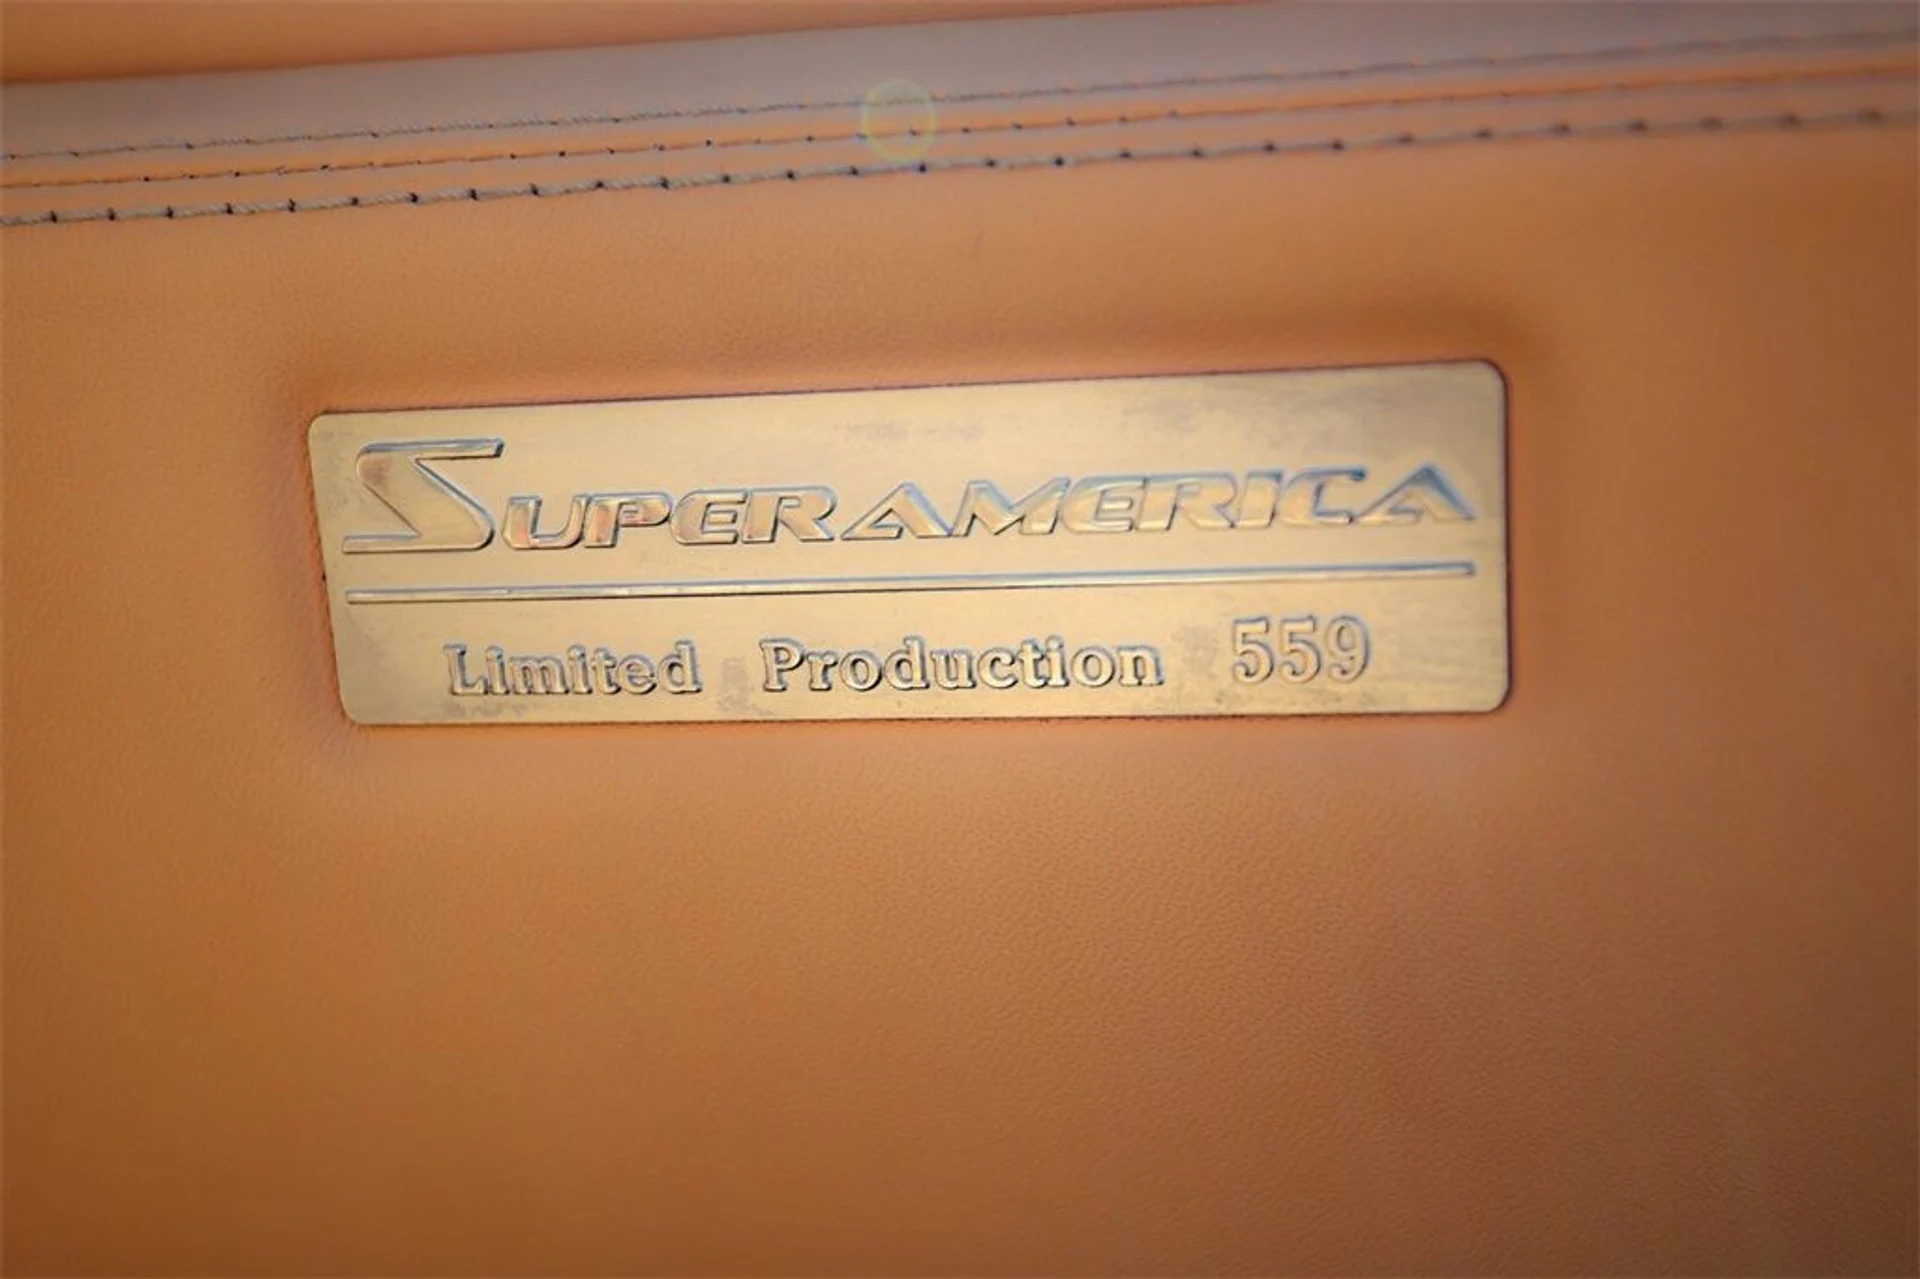 SUPERAMERICA
Limited Production 559